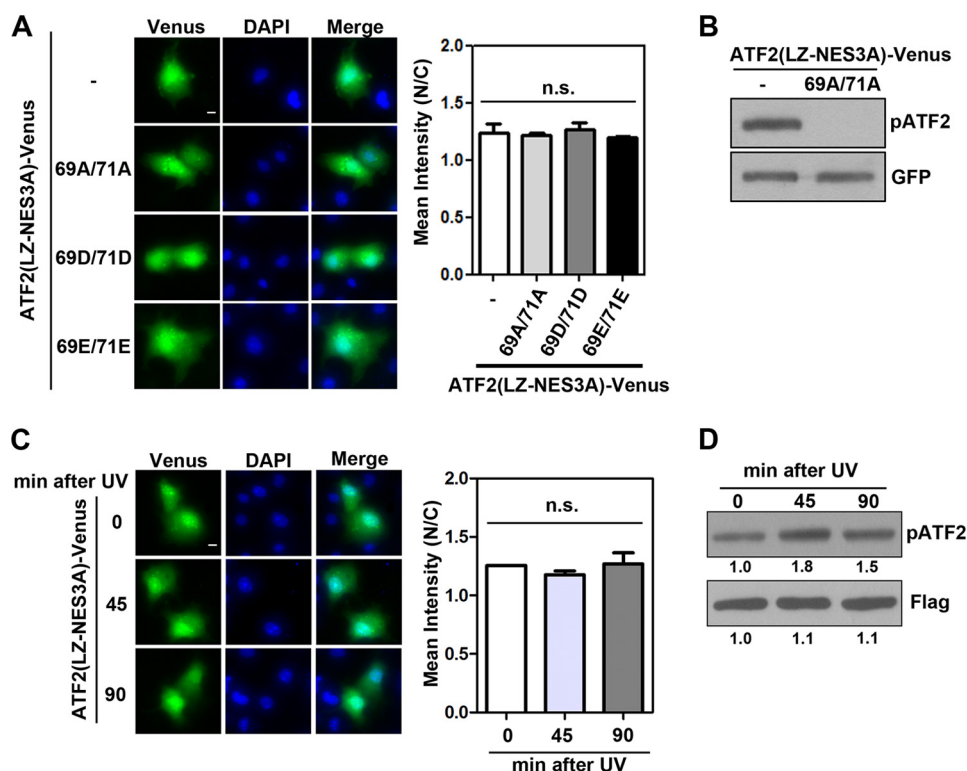 A
Venus DAPI Merge
ATF2(LZ-NES3A)-Venus
-
69A/71A
69D/71D
69E/71E
Mean Intensity (N/C)
2.0
1.5
1.0
0.5
0.0
n.s.
- 69A/71A 69D/71D 69E/71E
ATF2(LZ-NES3A)-Venus
B
ATF2(LZ-NES3A)-Venus
- 69A/71A
pATF2
GFP
C
Venus DAPI Merge
min after UV
ATF2(LZ-NES3A)-Venus
0
45
90
Mean Intensity (N/C)
2.0
1.5
1.0
1.5
0.0
n.s.
0 45 90
min after UV
D
min after UV
0 45 90
pATF2
1.0 1.8 1.5
Flag
1.0 1.1 1.1